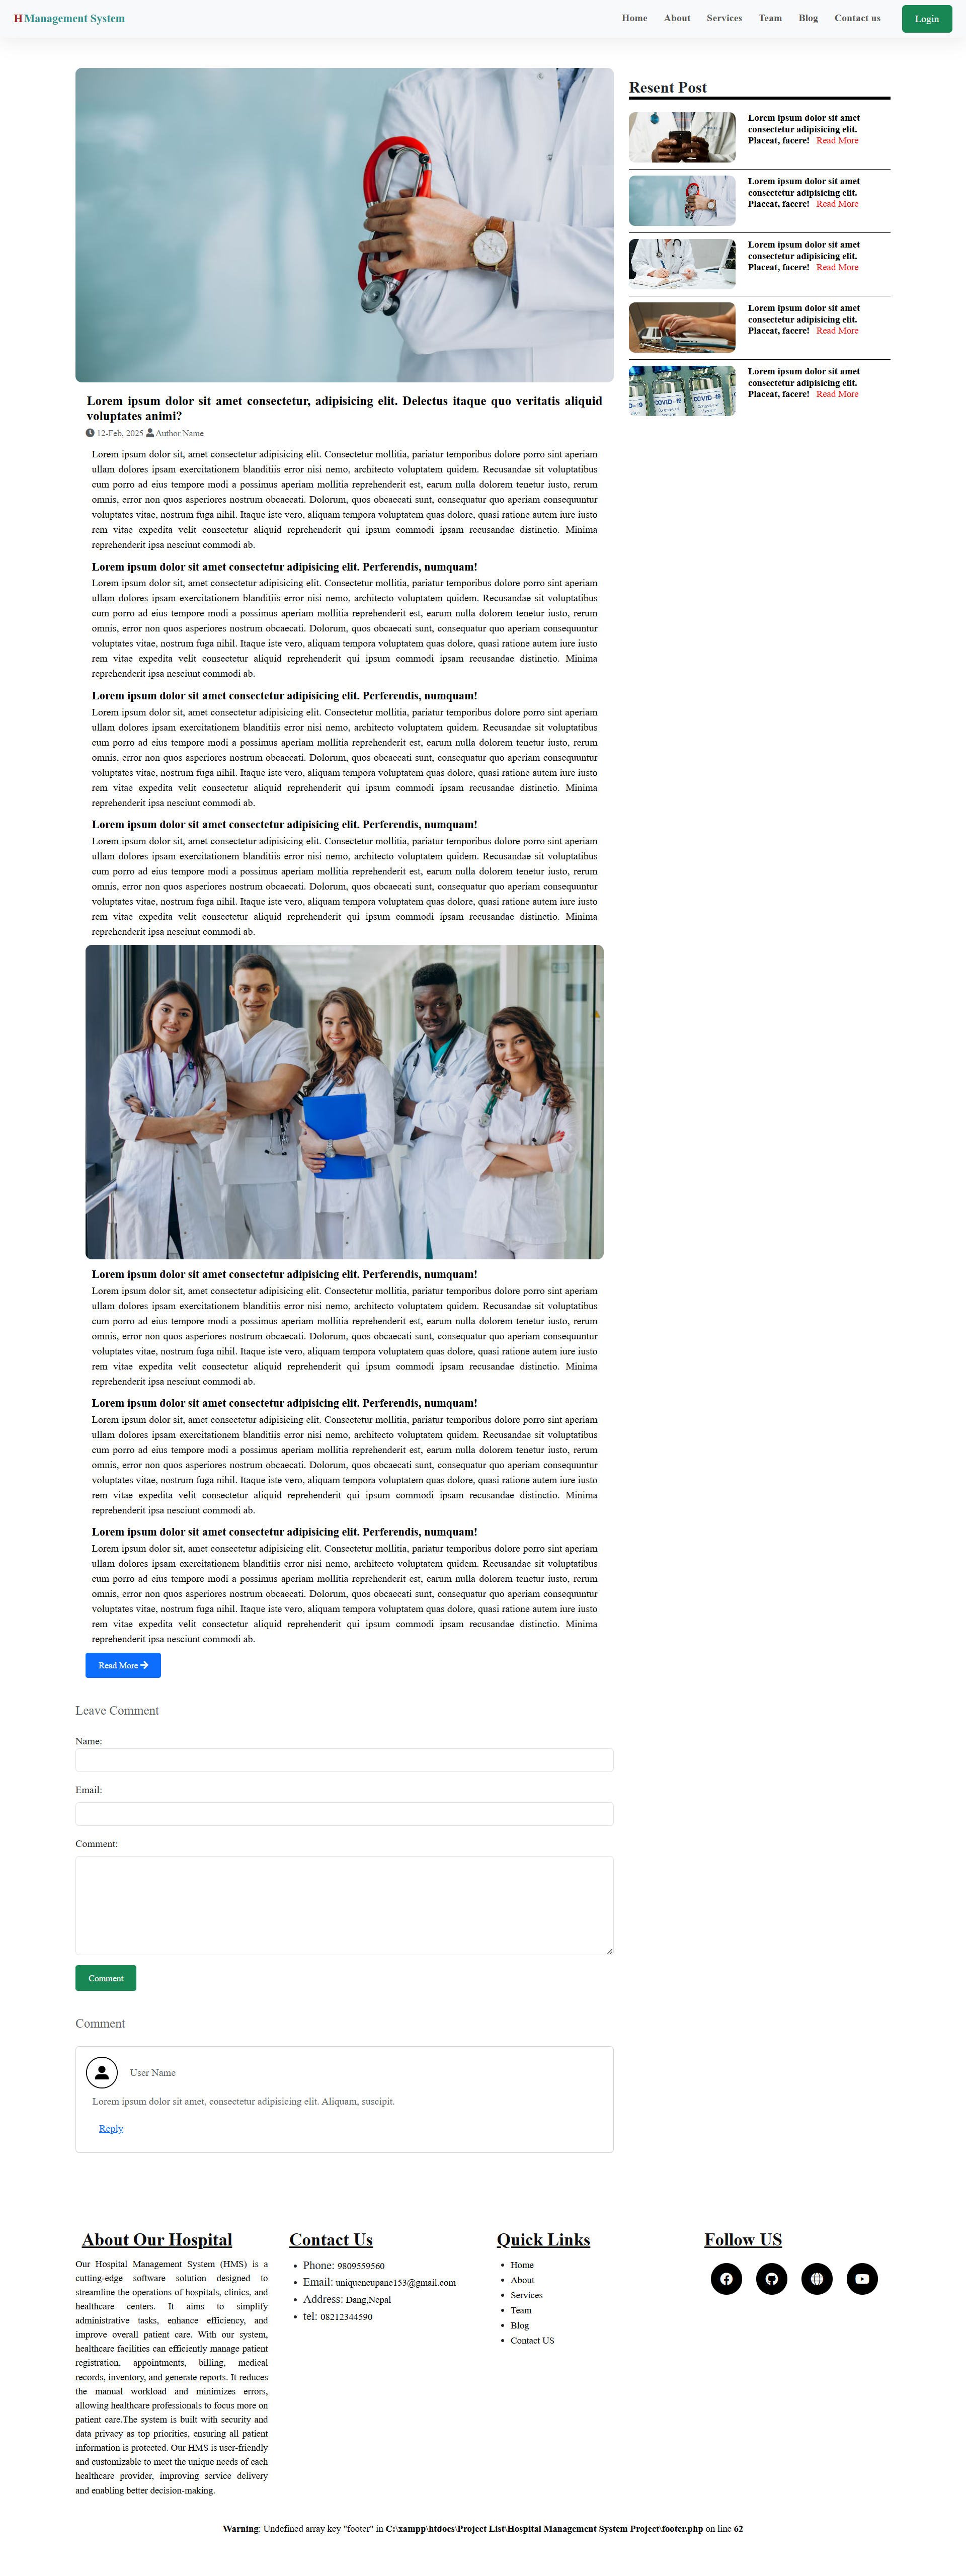 H Management System
Home About Services Team Blog Contact us Login
Lorem ipsum dolor sit amet consectetur, adipisicing elit. Delectus itaque quo veritatis aliquid
voluptates animi?
12-Feb, 2025 Author Name
Lorem ipsum dolor sit, amet consectetur adipisicing elit. Consectetur mollitia, pariatur temporibus dolore porro sint aperiam
ullam dolores ipsam exercitationem blanditiis error nisi nemo, architecto voluptatem quidem. Recusandae sit voluptatibus
cum porro ad eius tempore modi a possimus aperiam mollitia reprehenderit est, earum nulla dolorem tenetur iusto, rerum
omnis, error non quos asperiores nostrum obcaecati. Dolorum, quos obcaecati sunt, consequatur quo aperiam consequuntur
voluptates vitae, nostrum fuga nihil. Itaque iste vero, aliquam tempora voluptatem quas dolore, quasi ratione autem iure iusto
rem vitae expedita velit consectetur aliquid reprehenderit qui ipsum commodi ipsam recusandae distinctio. Minima
reprehenderit ipsa nesciunt commodi ab.
Lorem ipsum dolor sit amet consectetur adipisicing elit. Perferendis, numquam!
Lorem ipsum dolor sit, amet consectetur adipisicing elit. Consectetur mollitia, pariatur temporibus dolore porro sint aperiam
ullam dolores ipsam exercitationem blanditiis error nisi nemo, architecto voluptatem quidem. Recusandae sit voluptatibus
cum porro ad eius tempore modi a possimus aperiam mollitia reprehenderit est, earum nulla dolorem tenetur iusto, rerum
omnis, error non quos asperiores nostrum obcaecati. Dolorum, quos obcaecati sunt, consequatur quo aperiam consequuntur
voluptates vitae, nostrum fuga nihil. Itaque iste vero, aliquam tempora voluptatem quas dolore, quasi ratione autem iure iusto
rem vitae expedita velit consectetur aliquid reprehenderit qui ipsum commodi ipsam recusandae distinctio. Minima
reprehenderit ipsa nesciunt commodi ab.
Lorem ipsum dolor sit amet consectetur adipisicing elit. Perferendis, numquam!
Lorem ipsum dolor sit, amet consectetur adipisicing elit. Consectetur mollitia, pariatur temporibus dolore porro sint aperiam
ullam dolores ipsam exercitationem blanditiis error nisi nemo, architecto voluptatem quidem. Recusandae sit voluptatibus
cum porro ad eius tempore modi a possimus aperiam mollitia reprehenderit est, earum nulla dolorem tenetur iusto, rerum
omnis, error non quos asperiores nostrum obcaecati. Dolorum, quos obcaecati sunt, consequatur quo aperiam consequuntur
voluptates vitae, nostrum fuga nihil. Itaque iste vero, aliquam tempora voluptatem quas dolore, quasi ratione autem iure iusto
rem vitae expedita velit consectetur aliquid reprehenderit qui ipsum commodi ipsam recusandae distinctio. Minima
reprehenderit ipsa nesciunt commodi ab.
Lorem ipsum dolor sit amet consectetur adipisicing elit. Perferendis, numquam!
Lorem ipsum dolor sit, amet consectetur adipisicing elit. Consectetur mollitia, pariatur temporibus dolore porro sint aperiam
ullam dolores ipsam exercitationem blanditiis error nisi nemo, architecto voluptatem quidem. Recusandae sit voluptatibus
cum porro ad eius tempore modi a possimus aperiam mollitia reprehenderit est, earum nulla dolorem tenetur iusto, rerum
omnis, error non quos asperiores nostrum obcaecati. Dolorum, quos obcaecati sunt, consequatur quo aperiam consequuntur
voluptates vitae, nostrum fuga nihil. Itaque iste vero, aliquam tempora voluptatem quas dolore, quasi ratione autem iure iusto
rem vitae expedita velit consectetur aliquid reprehenderit qui ipsum commodi ipsam recusandae distinctio. Minima
reprehenderit ipsa nesciunt commodi ab.
Lorem ipsum dolor sit amet consectetur adipisicing elit. Perferendis, numquam!
Lorem ipsum dolor sit, amet consectetur adipisicing elit. Consectetur mollitia, pariatur temporibus dolore porro sint aperiam
ullam dolores ipsam exercitationem blanditiis error nisi nemo, architecto voluptatem quidem. Recusandae sit voluptatibus
cum porro ad eius tempore modi a possimus aperiam mollitia reprehenderit est, earum nulla dolorem tenetur iusto, rerum
omnis, error non quos asperiores nostrum obcaecati. Dolorum, quos obcaecati sunt, consequatur quo aperiam consequuntur
voluptates vitae, nostrum fuga nihil. Itaque iste vero, aliquam tempora voluptatem quas dolore, quasi ratione autem iure iusto
rem vitae expedita velit consectetur aliquid reprehenderit qui ipsum commodi ipsam recusandae distinctio. Minima
reprehenderit ipsa nesciunt commodi ab.
Lorem ipsum dolor sit amet consectetur adipisicing elit. Perferendis, numquam!
Lorem ipsum dolor sit, amet consectetur adipisicing elit. Consectetur mollitia, pariatur temporibus dolore porro sint aperiam
ullam dolores ipsam exercitationem blanditiis error nisi nemo, architecto voluptatem quidem. Recusandae sit voluptatibus
cum porro ad eius tempore modi a possimus aperiam mollitia reprehenderit est, earum nulla dolorem tenetur iusto, rerum
omnis, error non quos asperiores nostrum obcaecati. Dolorum, quos obcaecati sunt, consequatur quo aperiam consequuntur
voluptates vitae, nostrum fuga nihil. Itaque iste vero, aliquam tempora voluptatem quas dolore, quasi ratione autem iure iusto
rem vitae expedita velit consectetur aliquid reprehenderit qui ipsum commodi ipsam recusandae distinctio. Minima
reprehenderit ipsa nesciunt commodi ab.
Lorem ipsum dolor sit amet consectetur adipisicing elit. Perferendis, numquam!
Lorem ipsum dolor sit, amet consectetur adipisicing elit. Consectetur mollitia, pariatur temporibus dolore porro sint aperiam
ullam dolores ipsam exercitationem blanditiis error nisi nemo, architecto voluptatem quidem. Recusandae sit voluptatibus
cum porro ad eius tempore modi a possimus aperiam mollitia reprehenderit est, earum nulla dolorem tenetur iusto, rerum
omnis, error non quos asperiores nostrum obcaecati. Dolorum, quos obcaecati sunt, consequatur quo aperiam consequuntur
voluptates vitae, nostrum fuga nihil. Itaque iste vero, aliquam tempora voluptatem quas dolore, quasi ratione autem iure iusto
rem vitae expedita velit consectetur aliquid reprehenderit qui ipsum commodi ipsam recusandae distinctio. Minima
reprehenderit ipsa nesciunt commodi ab.
Read More
Leave Comment
Name:
Email:
Comment:
Comment
Comment
User Name
Lorem ipsum dolor sit amet, consectetur adipisicing elit. Aliquam, suscipit.
Reply
Resent Post
Lorem ipsum dolor sit amet
consectetur adipisicing elit.
Placeat, facere! Read More
Lorem ipsum dolor sit amet
consectetur adipisicing elit.
Placeat, facere! Read More
Lorem ipsum dolor sit amet
consectetur adipisicing elit.
Placeat, facere! Read More
Lorem ipsum dolor sit amet
consectetur adipisicing elit.
Placeat, facere! Read More
COVID-19 COVID-19
Lorem ipsum dolor sit amet
consectetur adipisicing elit.
Placeat, facere! Read More
About Our Hospital
Our Hospital Management System (HMS) is a
cutting-edge software solution designed to
streamline the operations of hospitals, clinics, and
healthcare centers. It aims to simplify
administrative tasks, enhance efficiency, and
improve overall patient care. With our system,
healthcare facilities can efficiently manage patient
registration, appointments, billing, medical
records, inventory, and generate reports. It reduces
the manual workload and minimizes errors,
allowing healthcare professionals to focus more on
patient care.The system is built with security and
data privacy as top priorities, ensuring all patient
information is protected. Our HMS is user-friendly
and customizable to meet the unique needs of each
healthcare provider, improving service delivery
and enabling better decision-making.
Contact Us
Phone: 9809559560
Email: uniqueneupane153@gmail.com
Address: Dang,Nepal
tel: 08212344590
Quick Links
Home
About
Services
Team
Blog
Contact US
Follow US
Warning: Undefined array key "footer" in C:\xampp\htdocs\Project List\Hospital Management System Project\footer.php on line 62